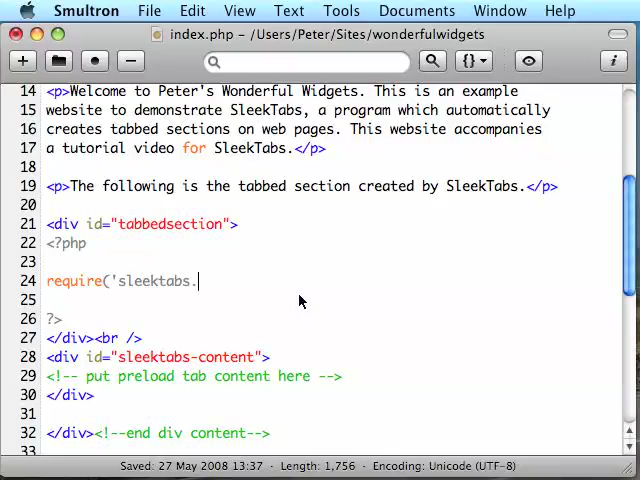 Smultron File Edit View Text Tools Documents Window Help
index.php – /Users/Peter/Sites/wonderfulwidgets
{}
i
14 <p>Welcome to Peter's Wonderful Widgets. This is an example
15 website to demonstrate SleekTabs, a program which automatically
16 creates tabbed sections on web pages. This website accompanies
17 a tutorial video for SleekTabs.</p>
18
19 <p>The following is the tabbed section created by SleekTabs.</p>
20
21 <div id="tabbedsection">
22 <?php
23
24 require('sleektabs.
25
26 ?>
27 </div><br />
28 <div id="sleektabs-content">
29 <!-- put preload tab content here -->
30 </div>
31
32 </div><!--end div content-->
33
Saved: 27 May 2008 13:37 · Length: 1,756 · Encoding: Unicode (UTF-8)